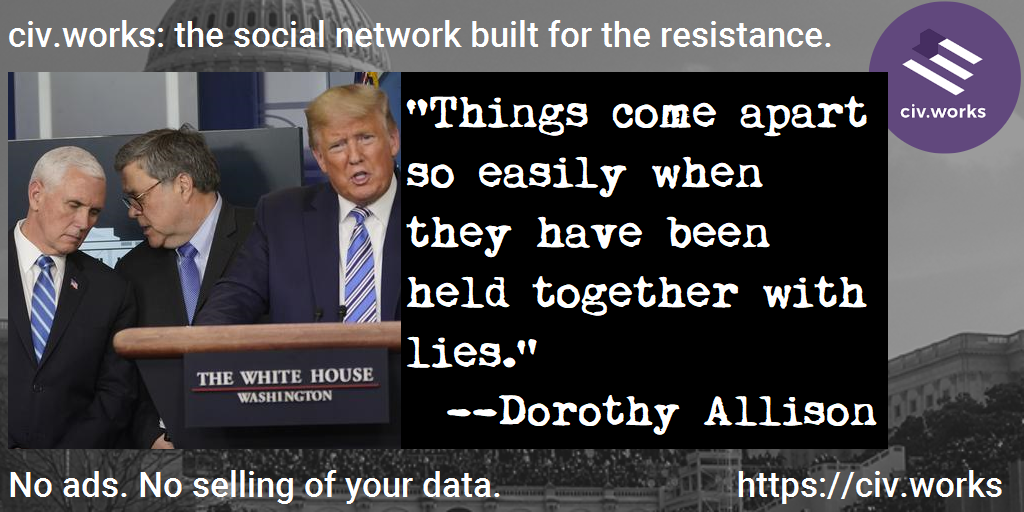 civ.works: the social network built for the resistance.
civ.works
THE WHITE HOUSE
WASHINGTON
"Things come apart
so easily when
they have been
held together with
lies."
--Dorothy Allison
No ads. No selling of your data.
https://civ.works